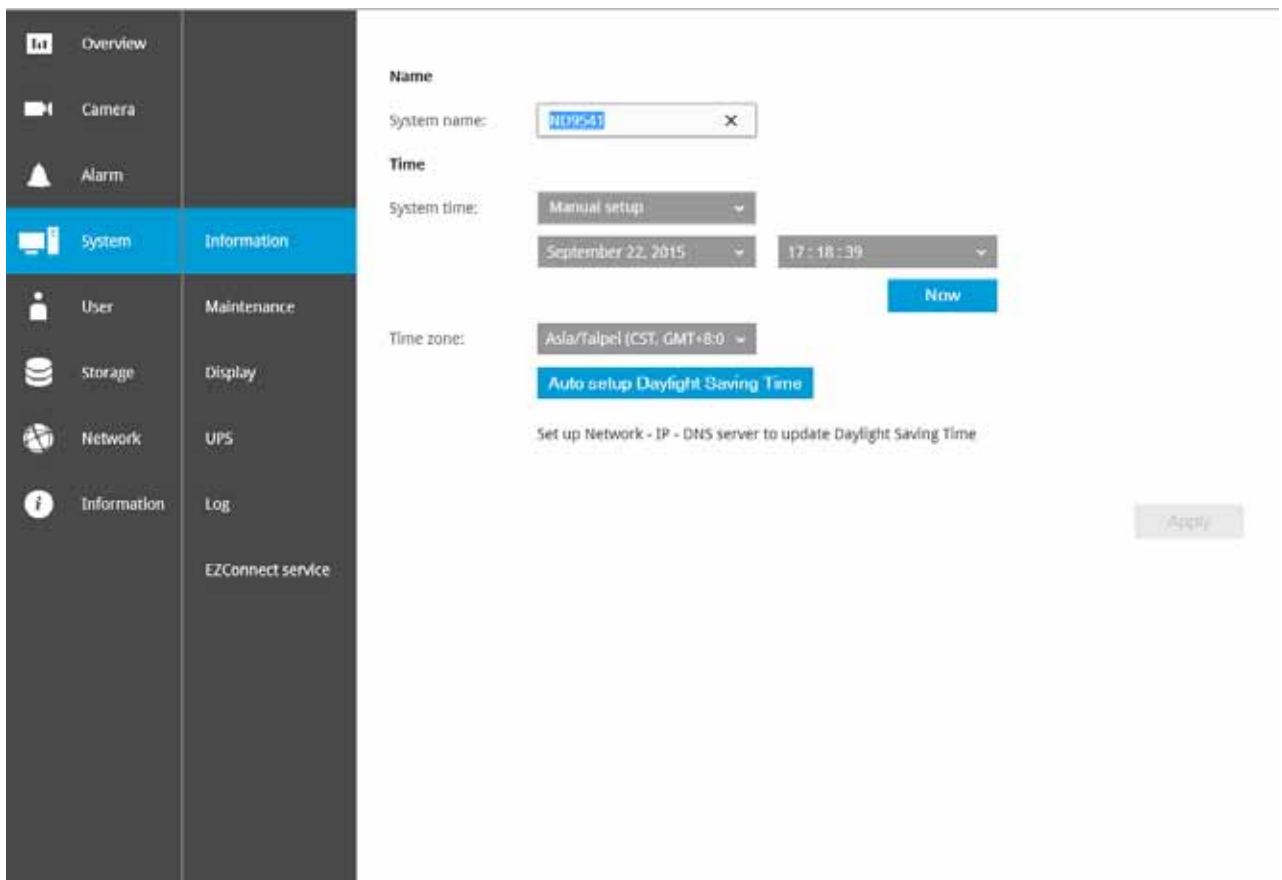 Overview
Camera
Alarm
System
User
Storage
Network
Information
Information
Maintenance
Display
UPS
Log
EZConnect service
Name
System name: ND9541
Time
System time: Manual setup
September 22, 2015 17 : 18 : 39
Now
Time zone: Asia/Taipei (CST, GMT+8:0
Auto setup Daylight Saving Time
Set up Network - IP - DNS server to update Daylight Saving Time
Apply